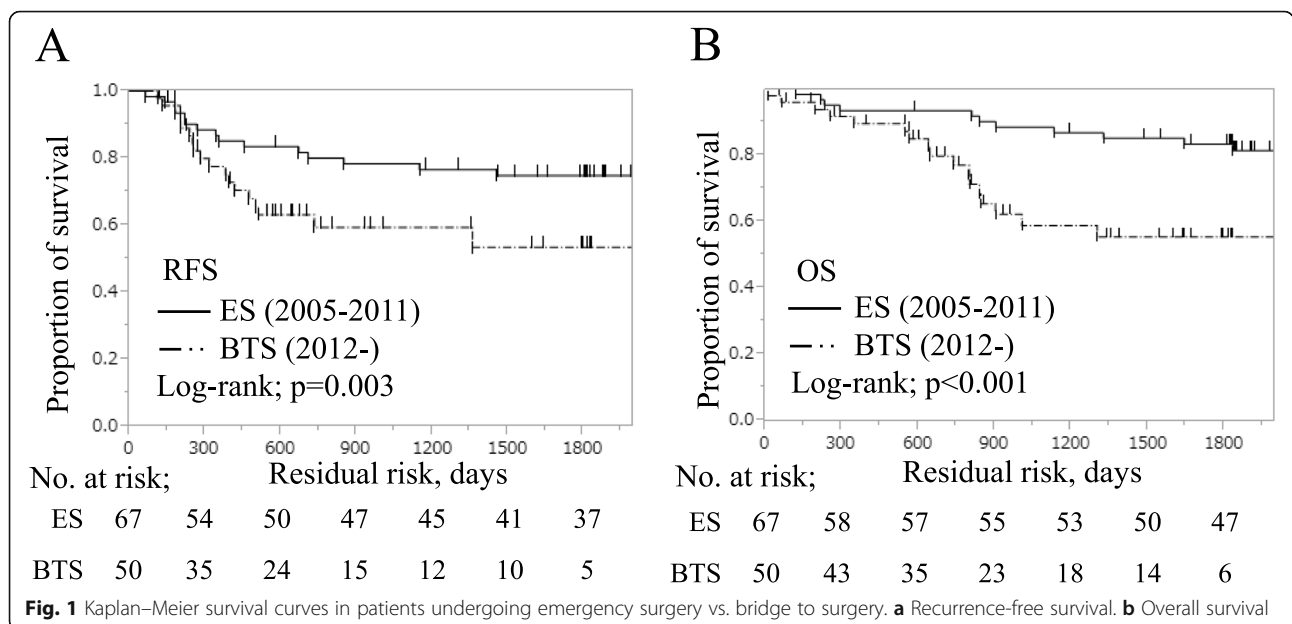 A
Proportion of survival
1.0
0.8
0.6
0.4
0.2
0.0
RFS
ES (2005-2011)
BTS (2012-)
Log-rank; p=0.003
0 300 600 900 1200 1500 1800
Residual risk, days
No. at risk;
ES 67 54 50 47 45 41 37
BTS 50 35 24 15 12 10 5
B
Proportion of survival
0.8
0.6
0.4
0.2
0.0
OS
ES (2005-2011)
BTS (2012-)
Log-rank; p<0.001
0 300 600 900 1200 1500 1800
Residual risk, days
No. at risk;
ES 67 58 57 55 53 50 47
BTS 50 43 35 23 18 14 6
Fig. 1 Kaplan–Meier survival curves in patients undergoing emergency surgery vs. bridge to surgery. a Recurrence-free survival. b Overall survival